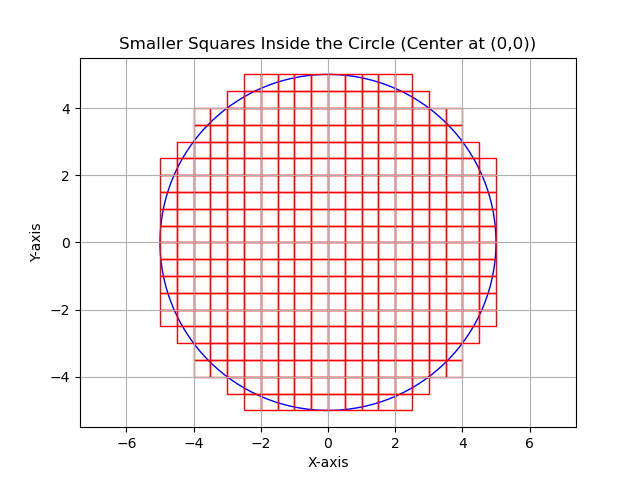 Smaller Squares Inside the Circle (Center at (0,0))
4
2
0
−2
−4
Y-axis
−6 −4 −2 0 2 4 6
X-axis